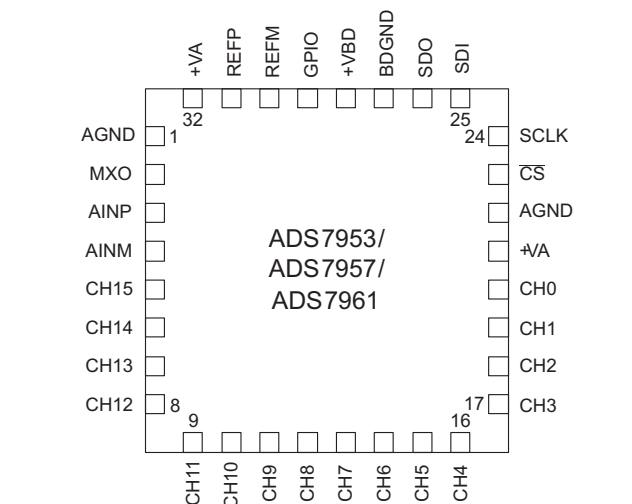 +VA
REFP
REFM
GPIO
+VBD
BDGND
SDO
SDI
32
25
AGND
1
24
SCLK
MXO
CS
AINP
AGND
AINM
+VA
CH15
CH0
CH14
CH1
CH13
CH2
CH12
8
17
CH3
ADS7953/
ADS7957/
ADS7961
9
16
CH11
CH10
CH9
CH8
CH7
CH6
CH5
CH4